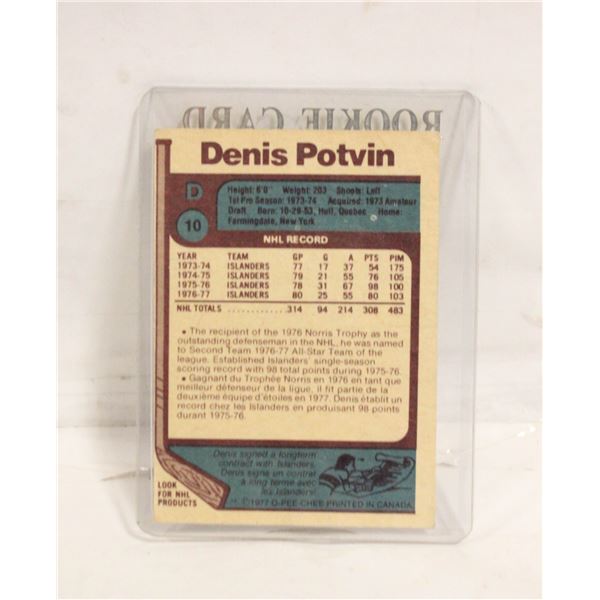 ROOKIE CARD
Denis Potvin
D
10
Height: 6'0" Weight: 203 Shoots: Left
1st Pro Season: 1973-74 Acquired: 1973 Amateur
Draft Born: 10-29-53, Hull, Quebec Home:
Farmingdale, New York
NHL RECORD
YEAR TEAM GP G A PTS PIM
1973-74 ISLANDERS 77 17 37 54 175
1974-75 ISLANDERS 79 21 55 76 105
1975-76 ISLANDERS 78 31 67 98 100
1976-77 ISLANDERS 80 25 55 80 103
NHL TOTALS ............ 314 94 214 308 483
● The recipient of the 1976 Norris Trophy as the
outstanding defenseman in the NHL, he was named
to Second Team 1976-77 All-Star Team of the
league. Established Islanders' single-season
scoring record with 98 total points during 1975-76.
● Gagnant du Trophée Norris en 1976 en tant que
meilleur défenseur de la ligue, il fit partie de la
deuxième équipe d'étoiles en 1977. Denis établit un
record chez les Islanders en produisant 98 points
durant 1975-76.
Denis signed a longterm
contract with Islanders.
Denis signa un contrat
à long terme avec
les Islanders!
LOOK
FOR NHL
PRODUCTS
©1977 O-PEE-CHEE PRINTED IN CANADA